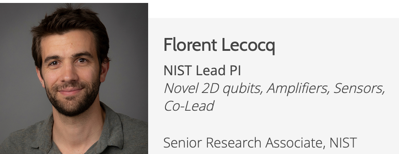 Florent Lecocq
NIST Lead PI
Novel 2D qubits, Amplifiers, Sensors,
Co-Lead
Senior Research Associate, NIST